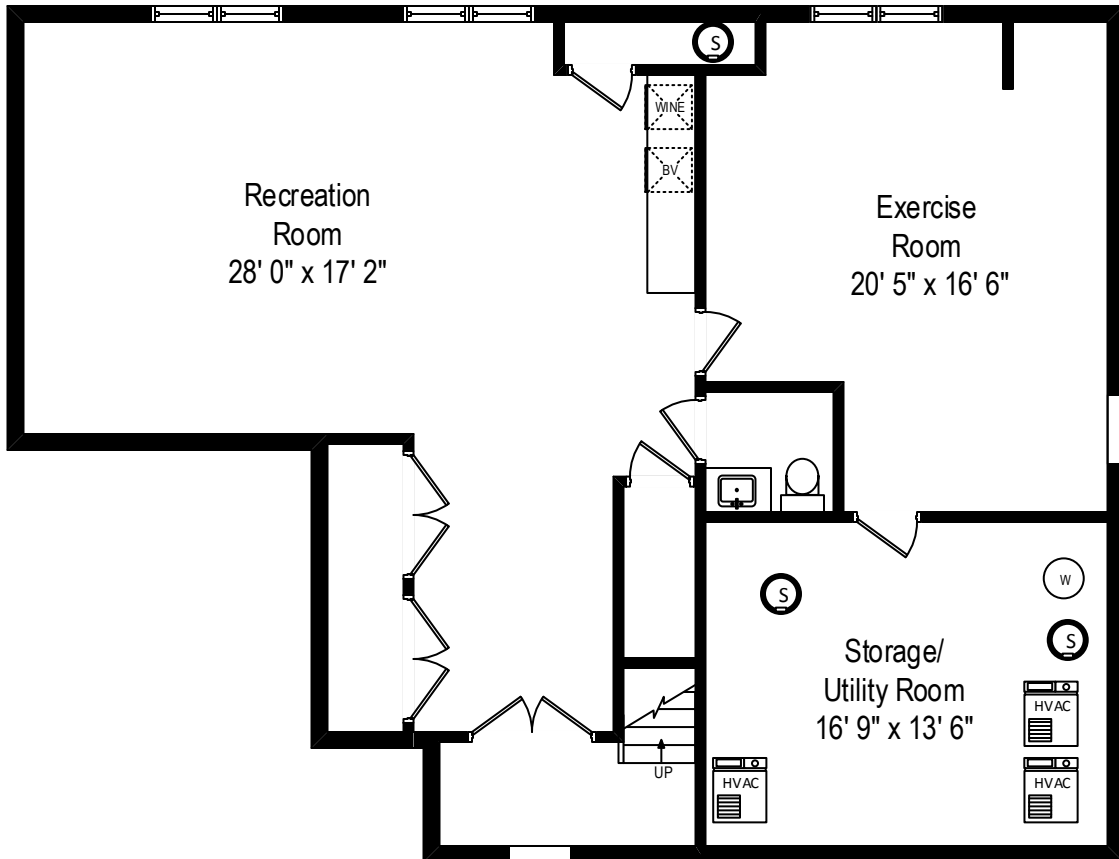 S
WINE
BV
Recreation
Room
28' 0" x 17' 2"
Exercise
Room
20' 5" x 16' 6"
S
W
S
Storage/
Utility Room
16' 9" x 13' 6"
HVAC
HVAC
HVAC
UP